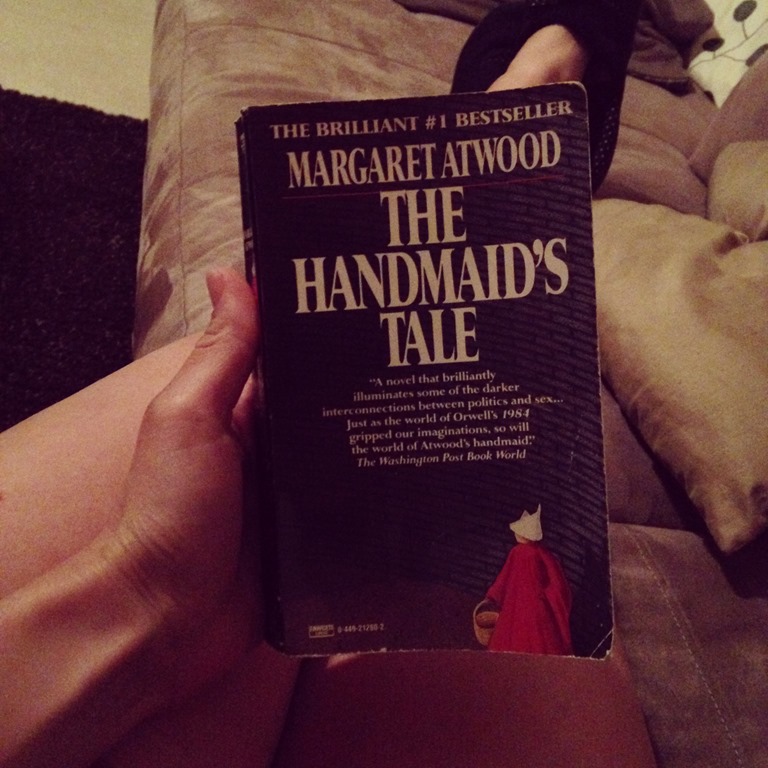 THE BRILLIANT #1 BESTSELLER
MARGARET ATWOOD
THE
HANDMAID'S
TALE
"A novel that brilliantly
illuminates some of the darker
interconnections between politics and sex...
Just as the world of Orwell's 1984
gripped our imaginations, so will
the world of Atwood's handmaid!"
The Washington Post Book World
FAWCETT
0-449-21260-2